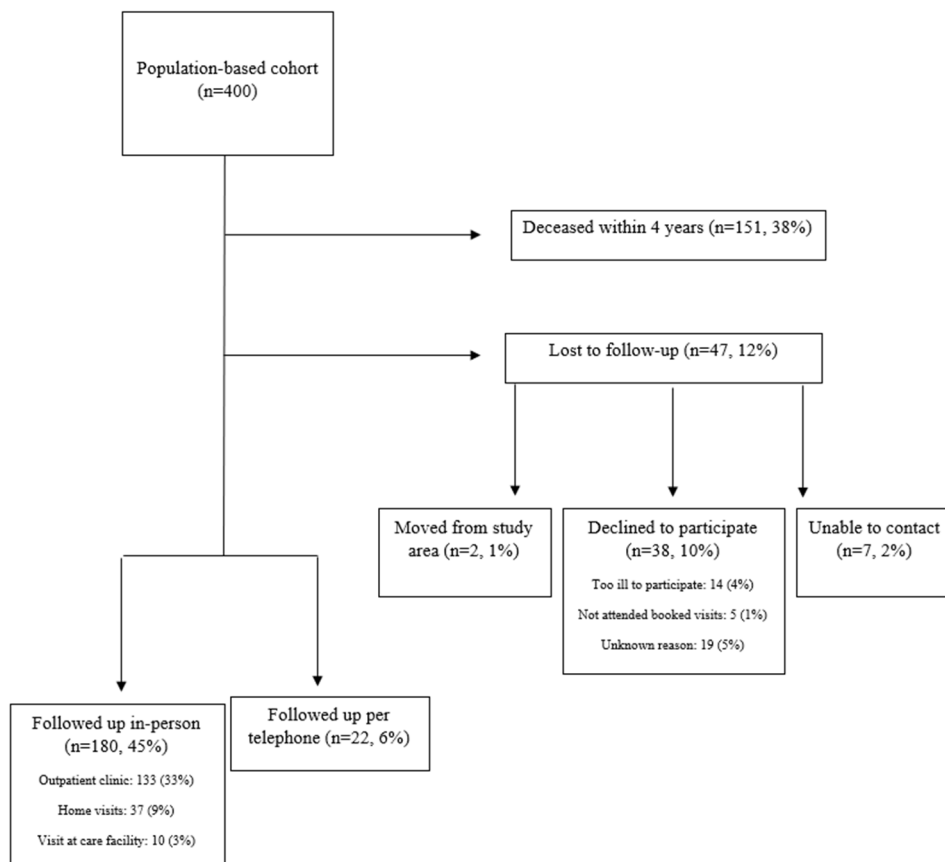 Population-based cohort
(n=400)
Deceased within 4 years (n=151, 38%)
Lost to follow-up (n=47, 12%)
Moved from study
area (n=2, 1%)
Declined to participate
(n=38, 10%)
Too ill to participate: 14 (4%)
Not attended booked visits: 5 (1%)
Unknown reason: 19 (5%)
Unable to contact
(n=7, 2%)
Followed up in-person
(n=180, 45%)
Outpatient clinic: 133 (33%)
Home visits: 37 (9%)
Visit at care facility: 10 (3%)
Followed up per
telephone (n=22, 6%)